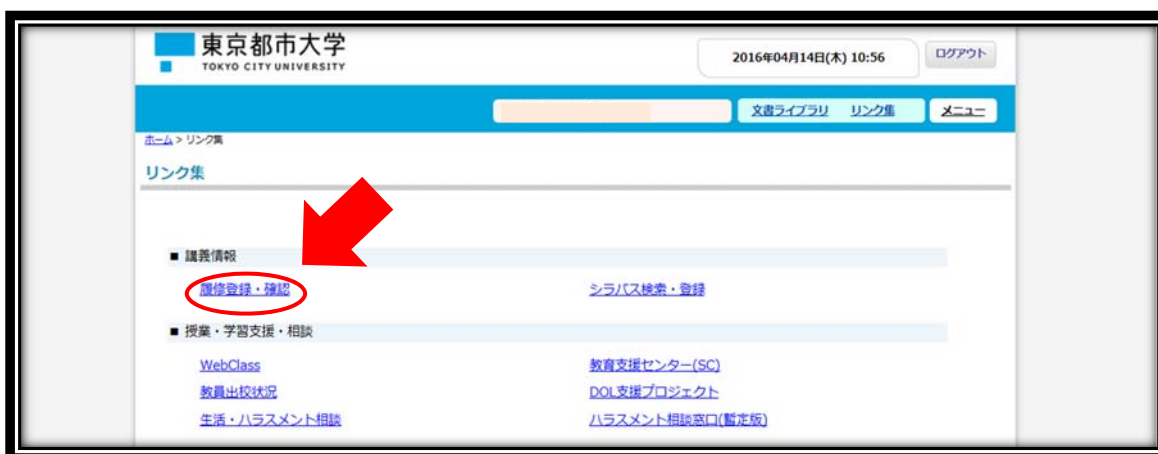 東京都市大学
TOKYO CITY UNIVERSITY
2016年04月14日(木) 10:56
ログアウト
文書ライブラリ リンク集 メニュー
ホーム > リンク集
リンク集
■ 講義情報
履修登録・確認 シラバス検索・登録
■ 授業・学習支援・相談
WebClass 教育支援センター(SC)
教員出校状況 DOL支援プロジェクト
生活・ハラスメント相談 ハラスメント相談窓口(暫定版)